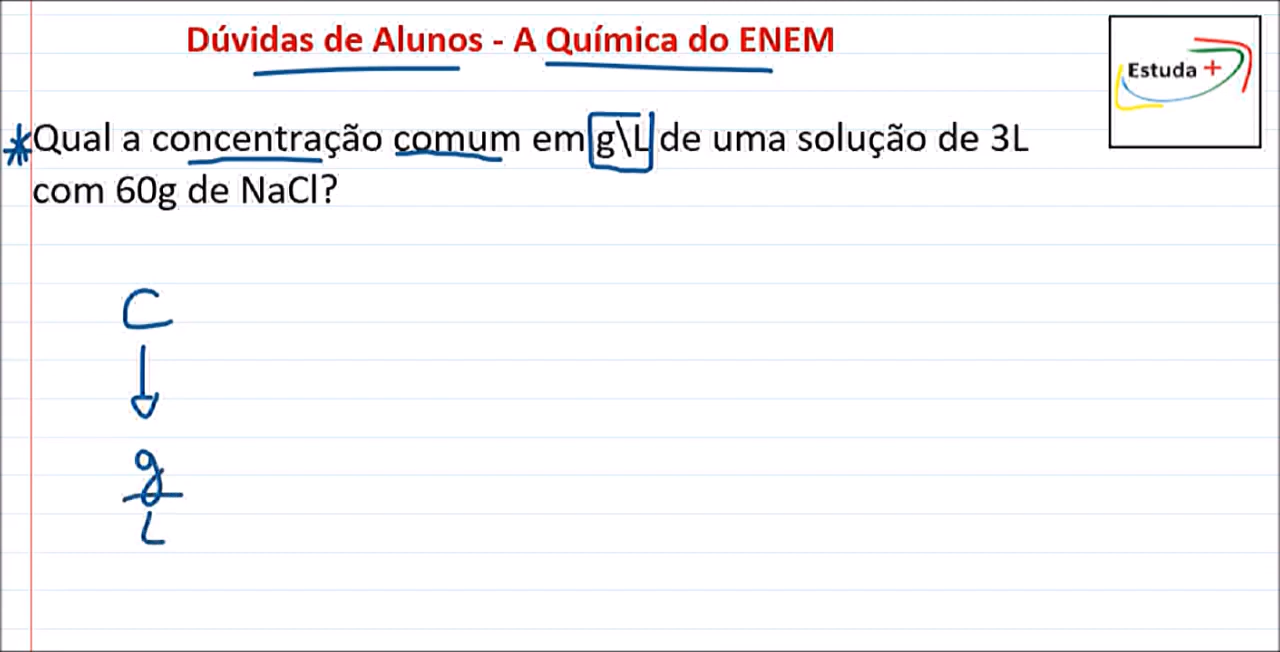 Dúvidas de Alunos - A Química do ENEM
Estuda +
*Qual a concentração comum em g\L de uma solução de 3L
com 60g de NaCl?
C
g
L